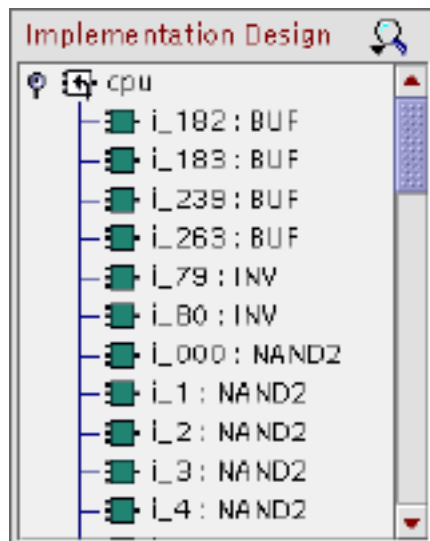 Implementation Design
cpu
i_182 : BUF
i_183 : BUF
i_239 : BUF
i_263 : BUF
i_79 : INV
i_80 : INV
i_000 : NAND2
i_1 : NAND2
i_2 : NAND2
i_3 : NAND2
i_4 : NAND2